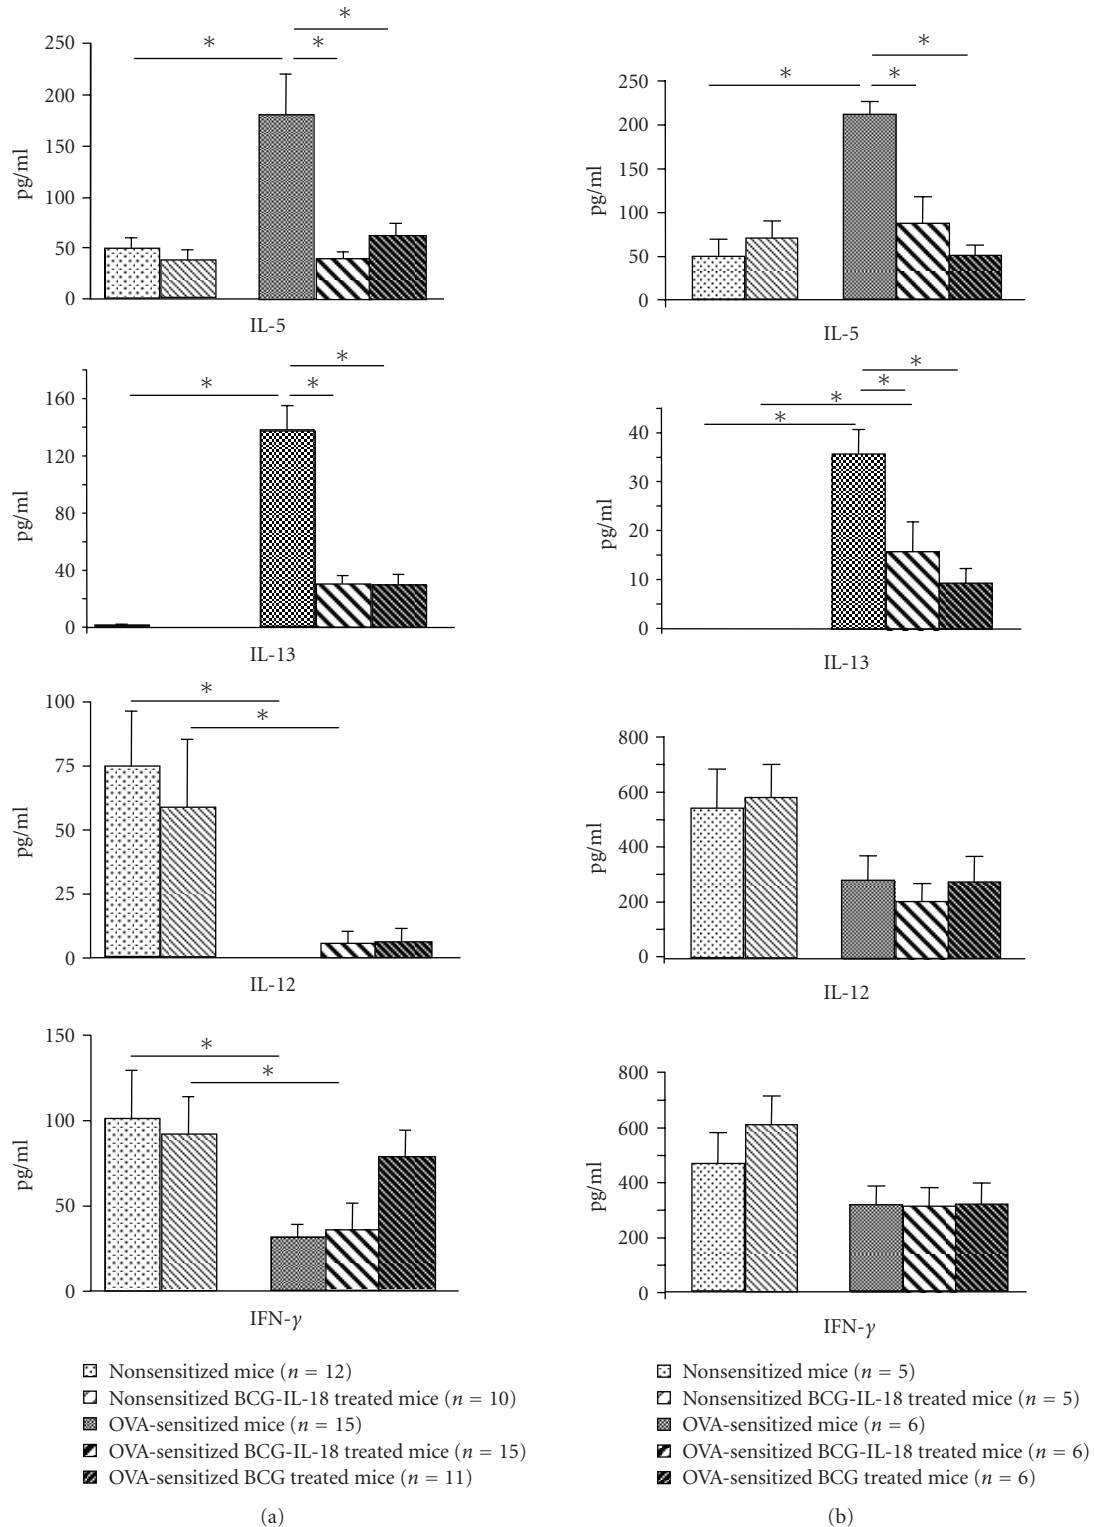 *
* *
250
200
150
100
50
0
pg/ml
IL-5
*
* *
160
120
80
40
0
pg/ml
IL-13
*
*
100
75
50
25
0
pg/ml
IL-12
*
*
150
100
50
0
pg/ml
IFN-γ
Nonsensitized mice (n = 12)
Nonsensitized BCG-IL-18 treated mice (n = 10)
OVA-sensitized mice (n = 15)
OVA-sensitized BCG-IL-18 treated mice (n = 15)
OVA-sensitized BCG treated mice (n = 11)
(a)
*
* *
250
200
150
100
50
0
pg/ml
IL-5
*
*
*
*
40
30
20
10
0
pg/ml
IL-13
800
600
400
200
0
pg/ml
IL-12
800
600
400
200
0
pg/ml
IFN-γ
Nonsensitized mice (n = 5)
Nonsensitized BCG-IL-18 treated mice (n = 5)
OVA-sensitized mice (n = 6)
OVA-sensitized BCG-IL-18 treated mice (n = 6)
OVA-sensitized BCG treated mice (n = 6)
(b)